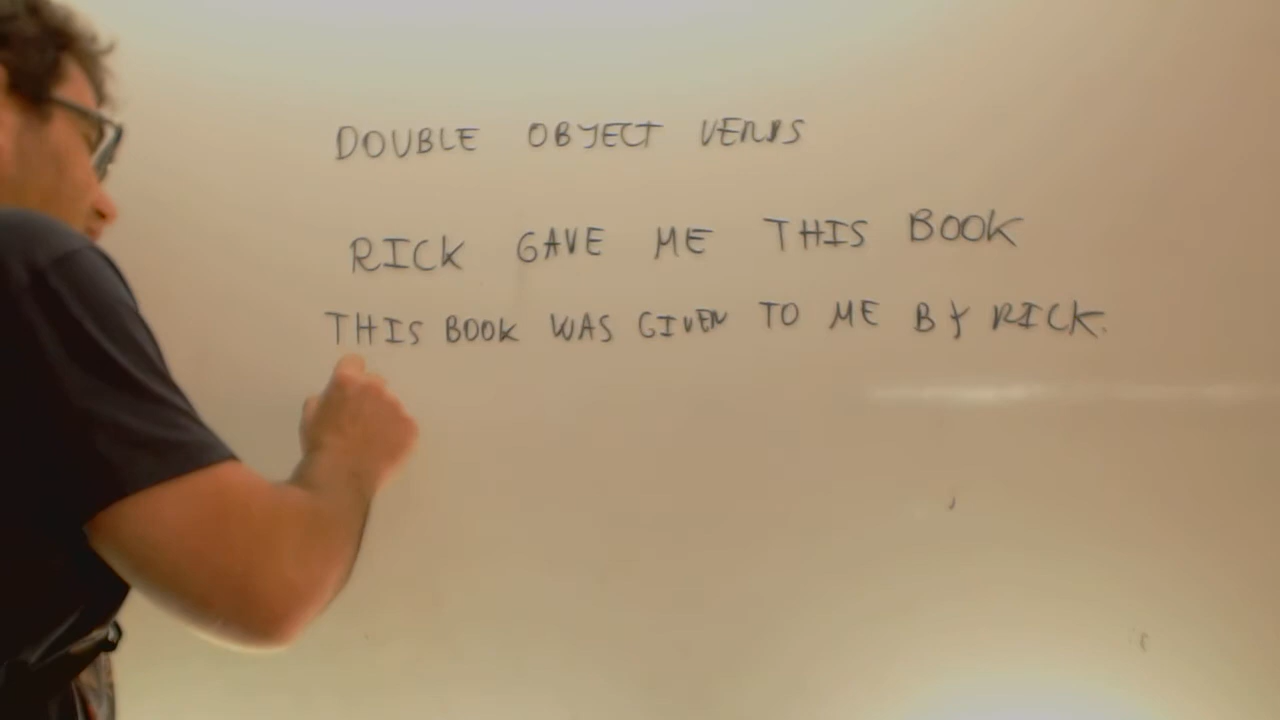 DOUBLE OBJECT VERBS
RICK GAVE ME THIS BOOK
THIS BOOK WAS GIVEN TO ME BY RICK.